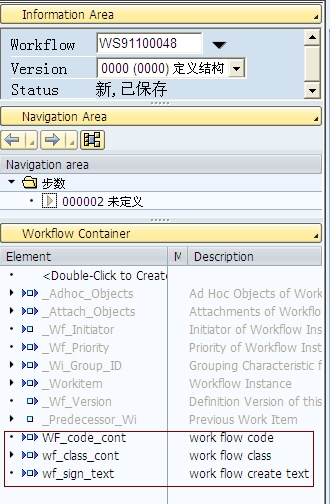 Information Area
Workflow WS91100048
Version 0000 (0000) 定义结构
Status 新,已保存
Navigation Area
Navigation area
步数
000002 未定义
Workflow Container
Element M Description
<Double-Click to Create
_Adhoc_Objects Ad Hoc Objects of Work
_Attach_Objects Attachments of Workflo
_Wf_Initiator Initiator of Workflow Ins
_Wf_Priority Priority of Workflow Inst
_Wi_Group_ID Grouping Characteristic f
_Workitem Workflow Instance
_Wf_Version Definition Version of this
_Predecessor_Wi Previous Work Item
WF_code_cont work flow code
wf_class_cont work flow class
wf_sign_text work flow create text